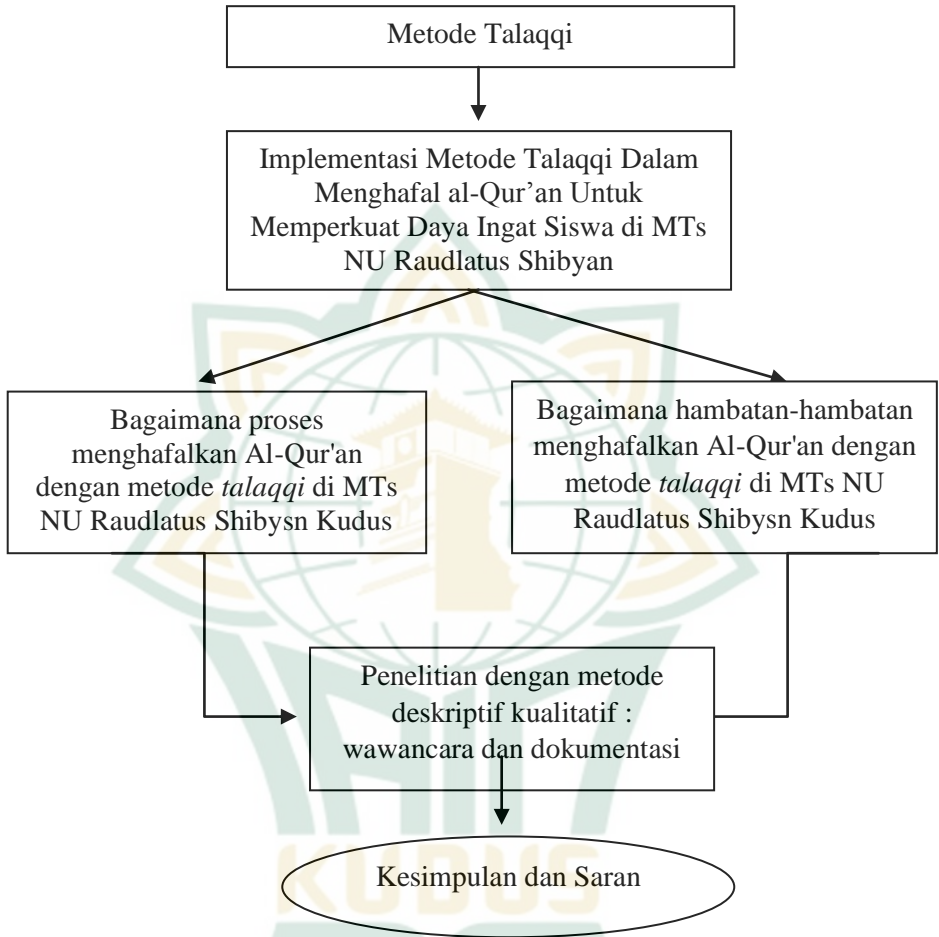 Metode Talaqqi
Implementasi Metode Talaqqi Dalam
Menghafal al-Qur’an Untuk
Memperkuat Daya Ingat Siswa di MTs
NU Raudlatus Shibyan
Bagaimana proses
menghafalkan Al-Qur'an
dengan metode talaqqi di MTs
NU Raudlatus Shibysn Kudus
Bagaimana hambatan-hambatan
menghafalkan Al-Qur'an dengan
metode talaqqi di MTs NU
Raudlatus Shibysn Kudus
Penelitian dengan metode
deskriptif kualitatif :
wawancara dan dokumentasi
Kesimpulan dan Saran
KUDUS